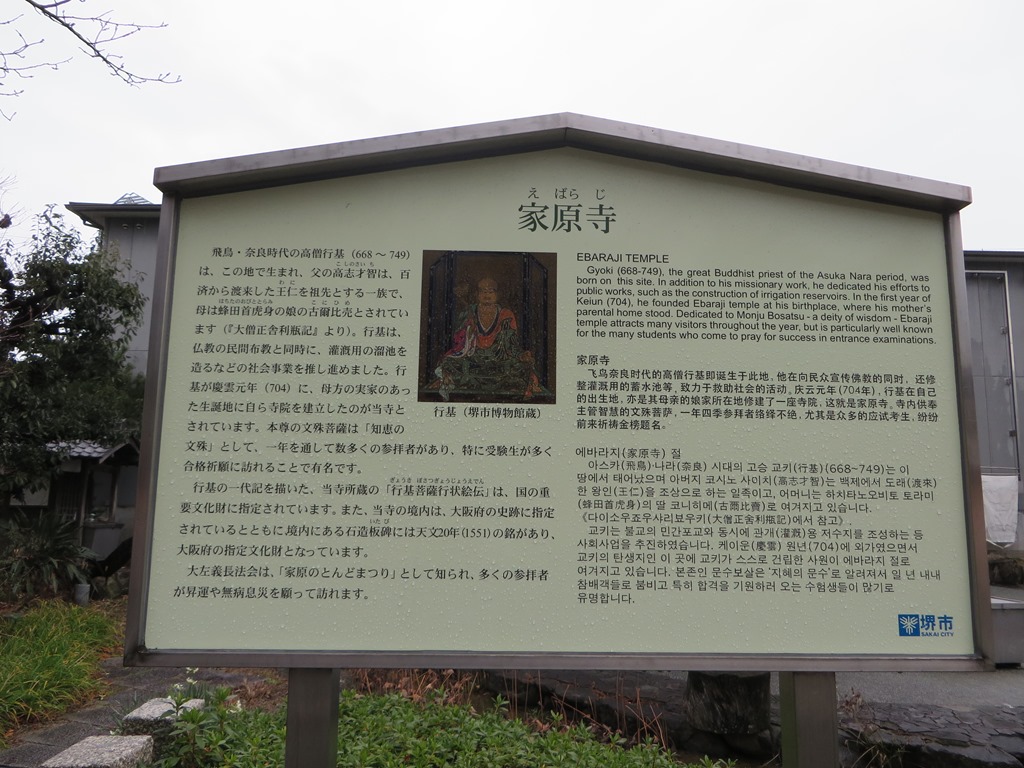 えばらじ
家原寺
飛鳥・奈良時代の高僧行基（668～749）
は、この地で生まれ、父の高志才智は、百
こしのさいち
済から渡来した王仁を祖先とする一族で、
わに
母は蜂田首虎身の娘の古爾比売とされてい
はちたのおびととらみ こにひめ
ます（『大僧正舎利瓶記』より）。行基は、
仏教の民間布教と同時に、灌漑用の溜池を
造るなどの社会事業を推し進めました。行
基が慶雲元年（704）に、母方の実家のあっ
た生誕地に自ら寺院を建立したのが当寺と
されています。本尊の文殊菩薩は「知恵の
文殊」として、一年を通して数多くの参拝者があり、特に受験生が多く
合格祈願に訪れることで有名です。
行基の一代記を描いた、当寺所蔵の「行基菩薩行状絵伝」は、国の重
ぎょうき ぼさつぎょうじょうえでん
要文化財に指定されています。また、当寺の境内は、大阪府の史跡に指定
されているとともに境内にある石造板碑には天文20年(1551)の銘があり、
いたび
大阪府の指定文化財となっています。
大左義長法会は、「家原のとんどまつり」として知られ、多くの参拝者
が昇運や無病息災を願って訪れます。
行基（堺市博物館蔵）
EBARAJI TEMPLE
Gyoki (668-749), the great Buddhist priest of the Asuka Nara period, was
born on this site. In addition to his missionary work, he dedicated his efforts to
public works, such as the construction of irrigation reservoirs. In the first year of
Keiun (704), he founded Ebaraji temple at his birthplace, where his mother's
parental home stood. Dedicated to Monju Bosatsu - a deity of wisdom - Ebaraji
temple attracts many visitors throughout the year, but is particularly well known
for the many students who come to pray for success in entrance examinations.
家原寺
飞鸟奈良时代的高僧行基即诞生于此地，他在向民众宣传佛教的同时，还修
整灌溉用的蓄水池等，致力于救助社会的活动。庆云元年(704年)，行基在自己
的出生地，亦是其母亲的娘家所在地修建了一座寺院，这就是家原寺。寺内供奉
主管智慧的文殊菩萨，一年四季参拜者络绎不绝，尤其是众多的应试考生，纷纷
前来祈祷金榜题名。
에바라지(家原寺) 절
아스카(飛鳥)·나라(奈良) 시대의 고승 교키(行基)(668~749)는 이
땅에서 태어났으며 아버지 코시노 사이치(高志才智)는 백제에서 도래(渡來)
한 왕인(王仁)을 조상으로 하는 일족이고, 어머니는 하치타노오비토 토라미
(蜂田首虎身)의 딸 코니히메(古爾比賣)로 여겨지고 있습니다.
《다이소우죠우샤리뵤우키(大僧正舎利瓶記)에서 참고》.
교키는 불교의 민간포교와 동시에 관개(灌漑)용 저수지를 조성하는 등
사회사업을 추진하였습니다. 케이운(慶雲) 원년(704)에 외가였으면서
교키의 탄생지인 이 곳에 교키가 스스로 건립한 사원이 에바라지 절로
여겨지고 있습니다. 본존인 문수보살은 '지혜의 문수'로 알려져서 일 년 내내
참배객들로 붐비고 특히 합격을 기원하러 오는 수험생들이 많기로
유명합니다.
堺市
SAKAI CITY